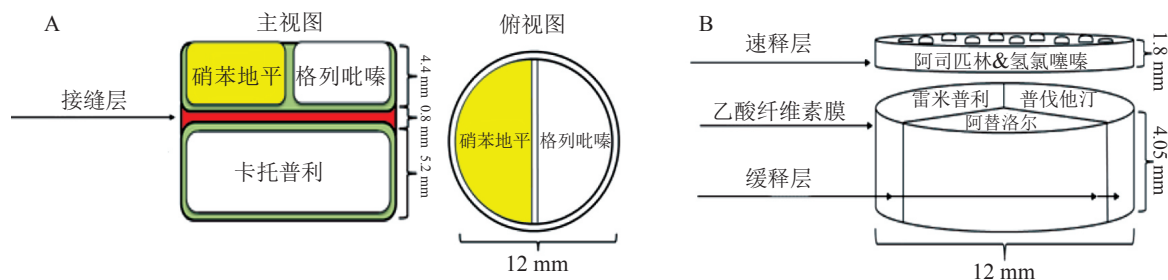 A
主视图
硝苯地平
格列吡嗪
接缝层
卡托普利
4.4 mm
0.8 mm
5.2 mm
俯视图
硝苯地平
格列吡嗪
12 mm
B
速释层
阿司匹林&氢氯噻嗪
1.8 mm
雷米普利
普伐他汀
乙酸纤维素膜
阿替洛尔
缓释层
4.05 mm
12 mm